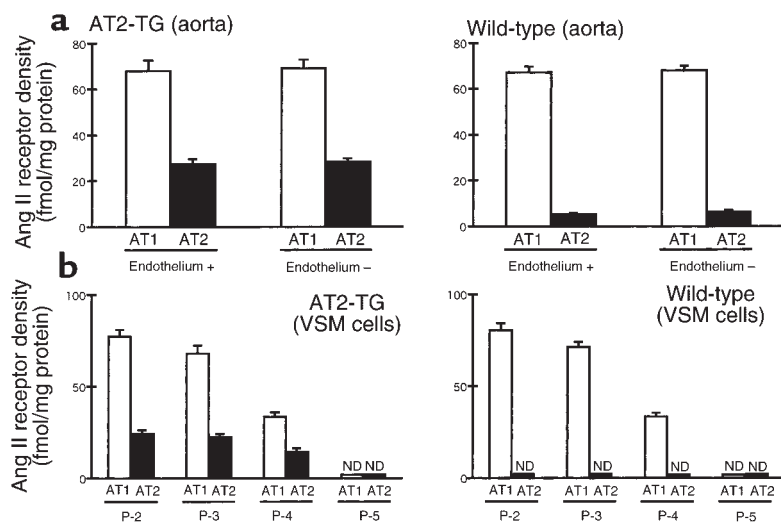 a AT2-TG (aorta)
Wild-type (aorta)
Ang II receptor density
(fmol/mg protein)
80
60
40
20
0
AT1 AT2 AT1 AT2
Endothelium + Endothelium –
80
60
40
20
0
AT1 AT2 AT1 AT2
Endothelium + Endothelium –
b
AT2-TG
(VSM cells)
Ang II receptor density
(fmol/mg protein)
100
50
0
ND ND
AT1 AT2 AT1 AT2 AT1 AT2 AT1 AT2
P-2 P-3 P-4 P-5
Wild-type
(VSM cells)
100
50
0
ND ND ND ND ND
AT1 AT2 AT1 AT2 AT1 AT2 AT1 AT2
P-2 P-3 P-4 P-5